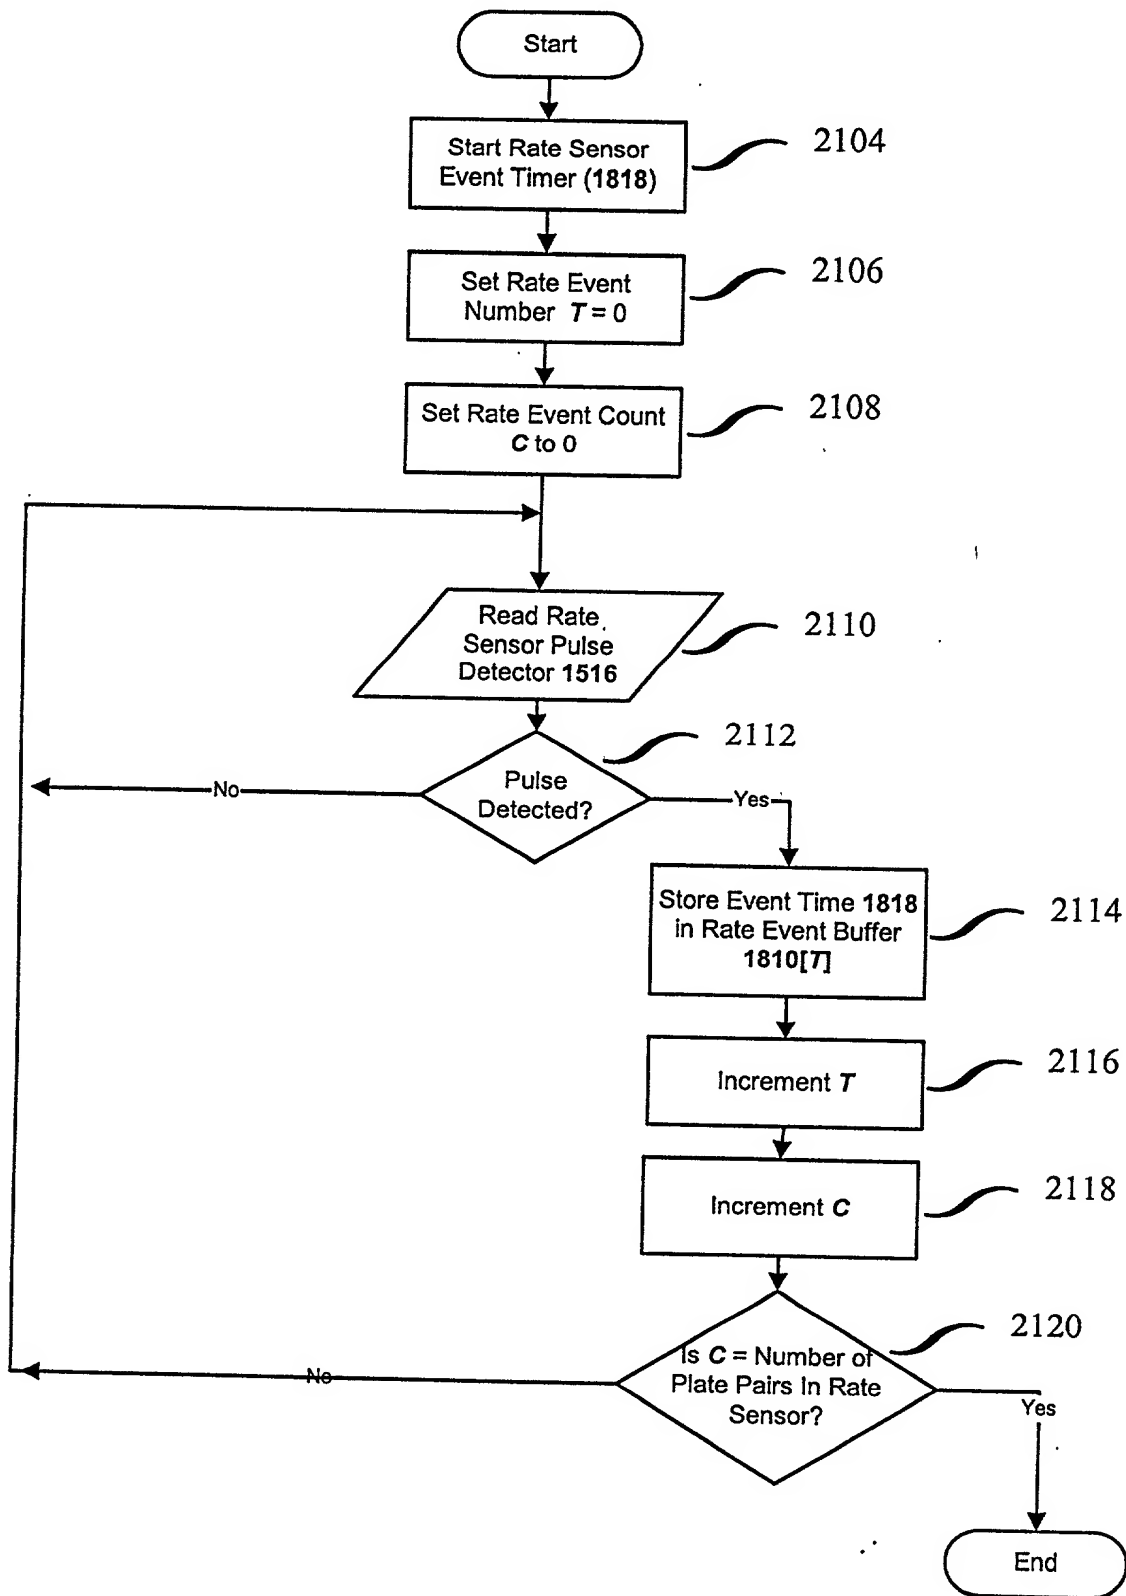 Start
Start Rate Sensor
Event Timer (1818)
2104
Set Rate Event
Number T = 0
2106
Set Rate Event Count
C to 0
2108
Read Rate
Sensor Pulse
Detector 1516
2110
Pulse
Detected?
2112
No
Yes
Store Event Time 1818
in Rate Event Buffer
1810[T]
2114
Increment T
2116
Increment C
2118
Is C = Number of
Plate Pairs In Rate
Sensor?
2120
No
Yes
End